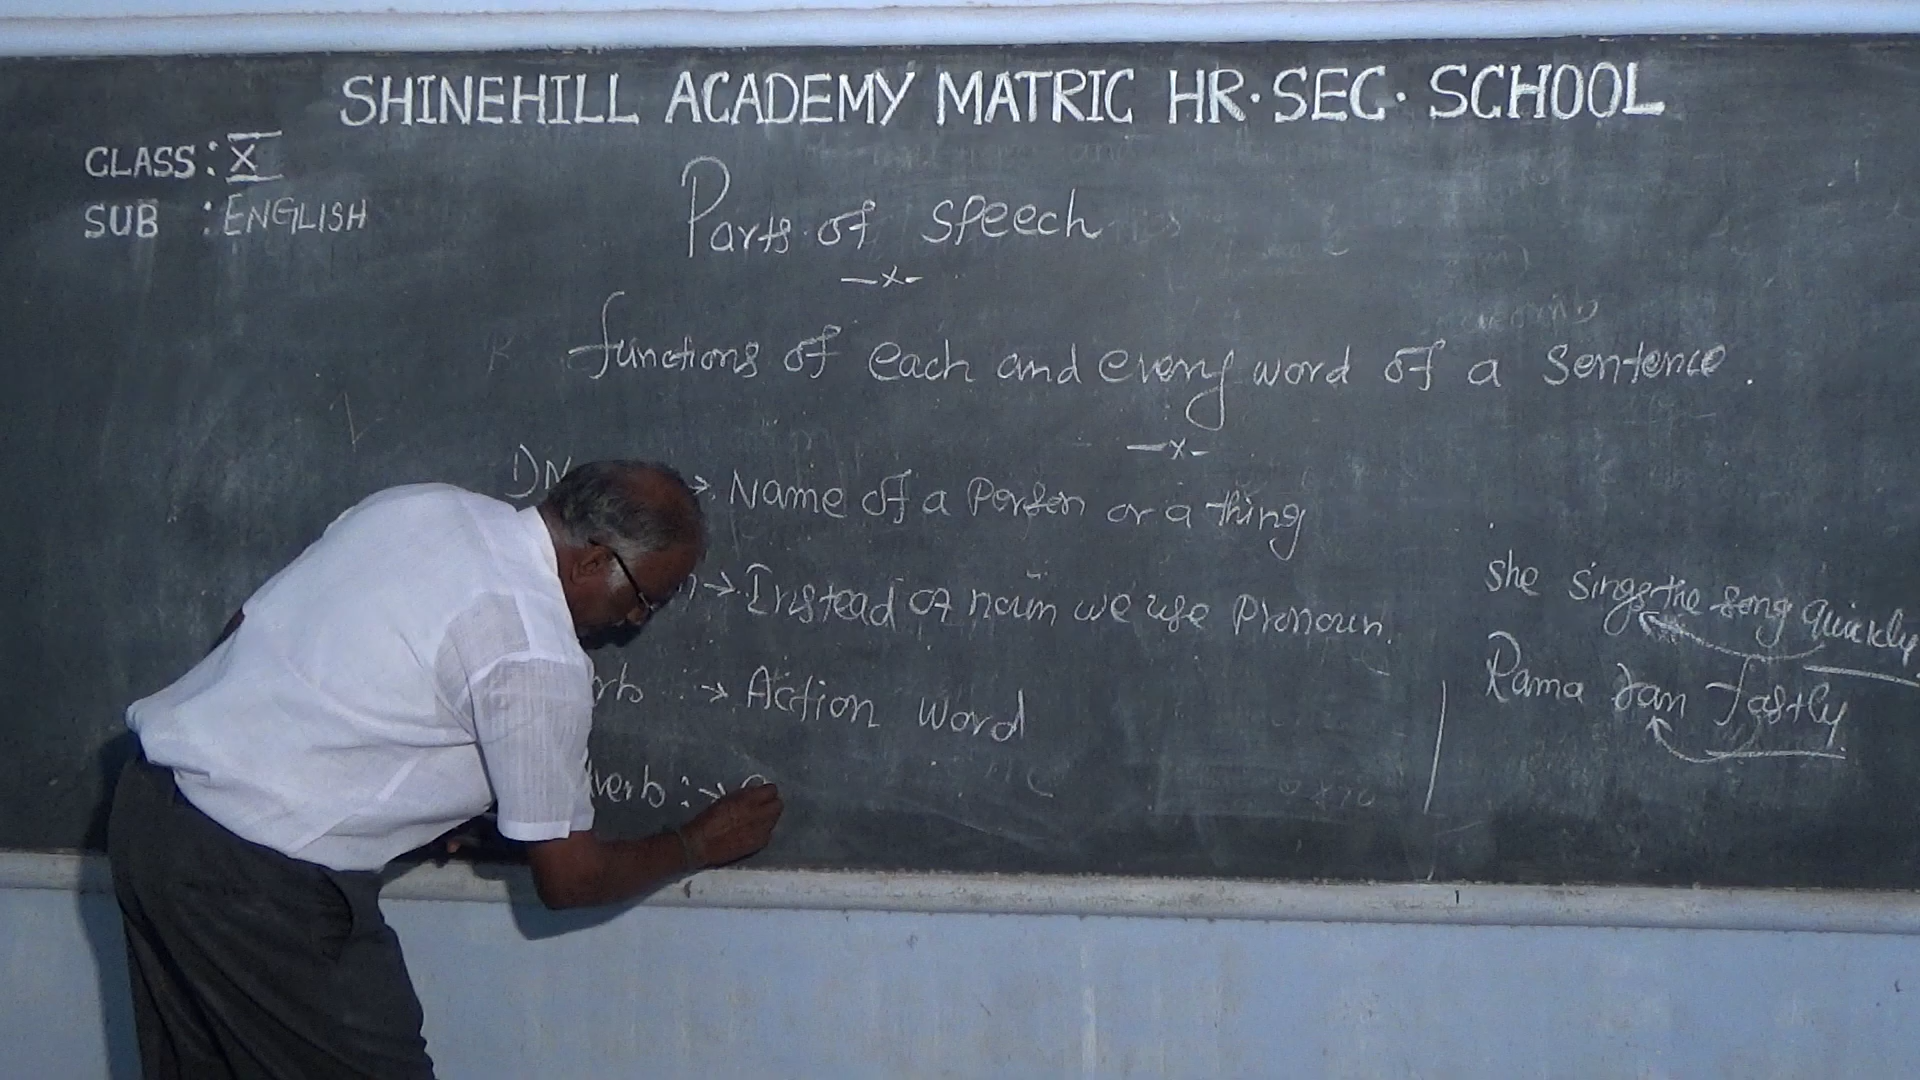 SHINEHILL ACADEMY MATRIC HR. SEC. SCHOOL
CLASS : X
SUB : ENGLISH
Parts of speech
functions of each and every word of a sentence.
1) N → Name of a Person or a thing
n → Instead of noun we use Pronoun.
rb : → Action word
verb : →
she sings the song quickly
Rama ran fastly